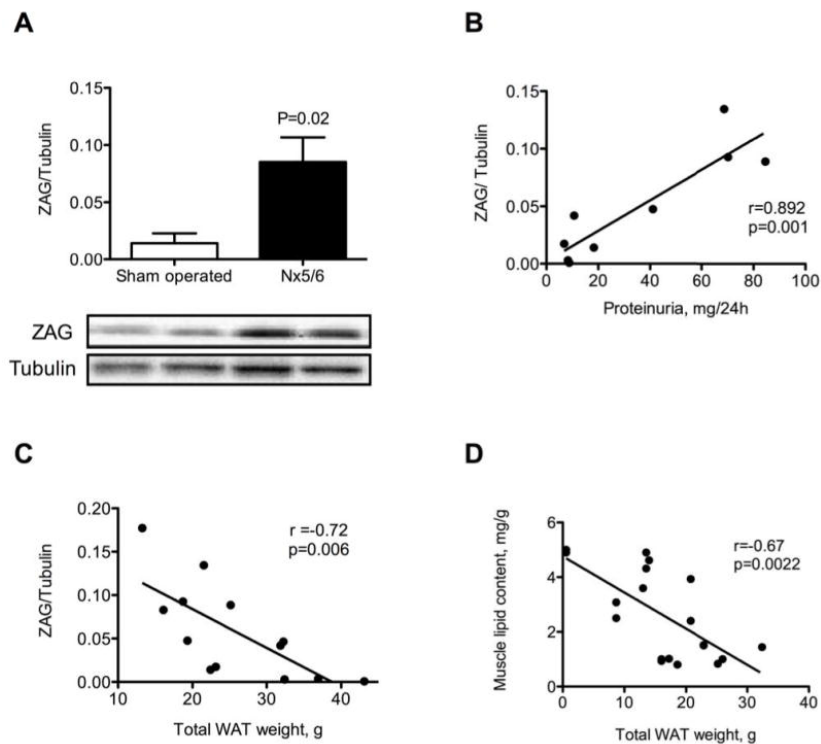 A
0.15
0.10
0.05
0.00
ZAG/Tubulin
P=0.02
Sham operated
Nx5/6
ZAG
Tubulin
B
0.15
0.10
0.05
0.00
ZAG/ Tubulin
r=0.892
p=0.001
0 20 40 60 80 100
Proteinuria, mg/24h
C
0.20
0.15
0.10
0.05
0.00
ZAG/Tubulin
r =-0.72
p=0.006
10 20 30 40
Total WAT weight, g
D
6
4
2
0
Muscle lipid content, mg/g
r=-0.67
p=0.0022
0 10 20 30 40
Total WAT weight, g